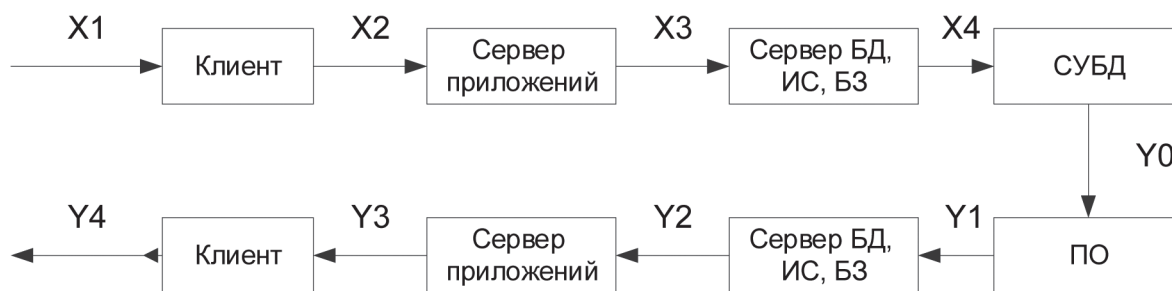 X1
X2
X3
X4
Клиент
Сервер
приложений
Сервер БД,
ИС, БЗ
СУБД
Y0
Y4
Y3
Y2
Y1
Клиент
Сервер
приложений
Сервер БД,
ИС, БЗ
ПО